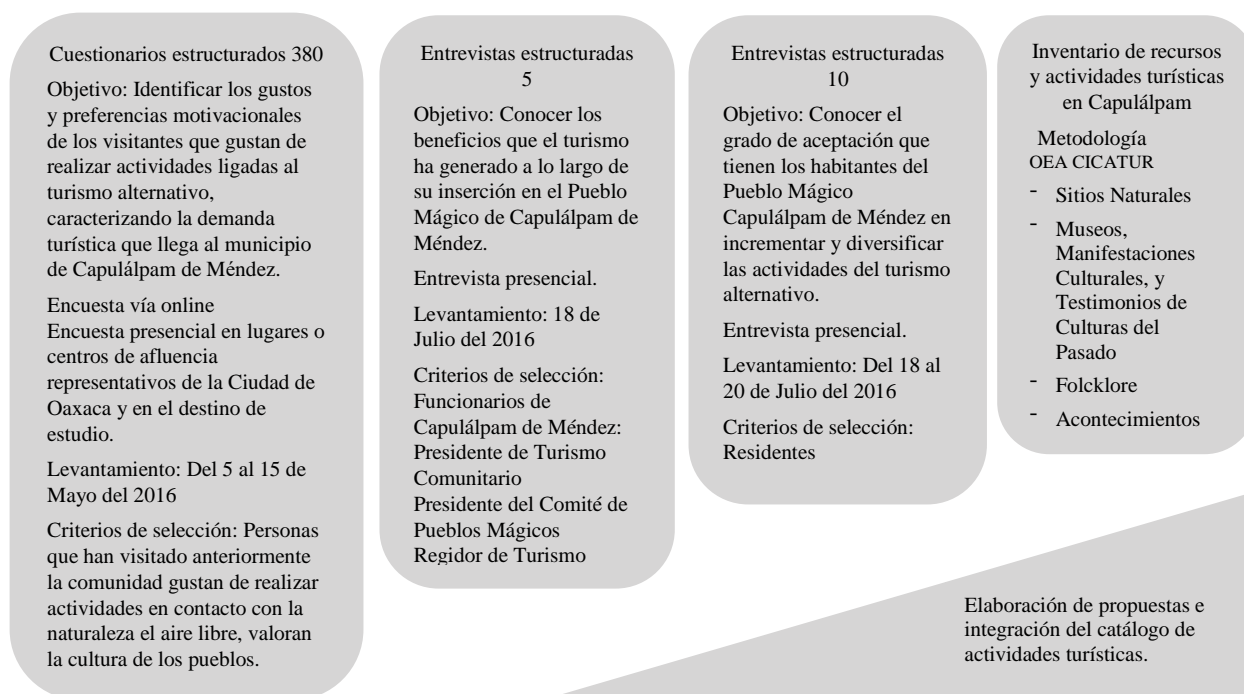 Cuestionarios estructurados 380
Objetivo: Identificar los gustos
y preferencias motivacionales
de los visitantes que gustan de
realizar actividades ligadas al
turismo alternativo,
caracterizando la demanda
turística que llega al municipio
de Capulálpam de Méndez.
Encuesta vía online
Encuesta presencial en lugares o
centros de afluencia
representativos de la Ciudad de
Oaxaca y en el destino de
estudio.
Levantamiento: Del 5 al 15 de
Mayo del 2016
Criterios de selección: Personas
que han visitado anteriormente
la comunidad gustan de realizar
actividades en contacto con la
naturaleza el aire libre, valoran
la cultura de los pueblos.
Entrevistas estructuradas
5
Objetivo: Conocer los
beneficios que el turismo
ha generado a lo largo de
su inserción en el Pueblo
Mágico de Capulálpam de
Méndez.
Entrevista presencial.
Levantamiento: 18 de
Julio del 2016
Criterios de selección:
Funcionarios de
Capulálpam de Méndez:
Presidente de Turismo
Comunitario
Presidente del Comité de
Pueblos Mágicos
Regidor de Turismo
Entrevistas estructuradas
10
Objetivo: Conocer el
grado de aceptación que
tienen los habitantes del
Pueblo Mágico
Capulálpam de Méndez en
incrementar y diversificar
las actividades del turismo
alternativo.
Entrevista presencial.
Levantamiento: Del 18 al
20 de Julio del 2016
Criterios de selección:
Residentes
Inventario de recursos
y actividades turísticas
en Capulálpam
Metodología
OEA CICATUR
- Sitios Naturales
- Museos,
Manifestaciones
Culturales, y
Testimonios de
Culturas del
Pasado
- Folcklore
- Acontecimientos
Elaboración de propuestas e
integración del catálogo de
actividades turísticas.